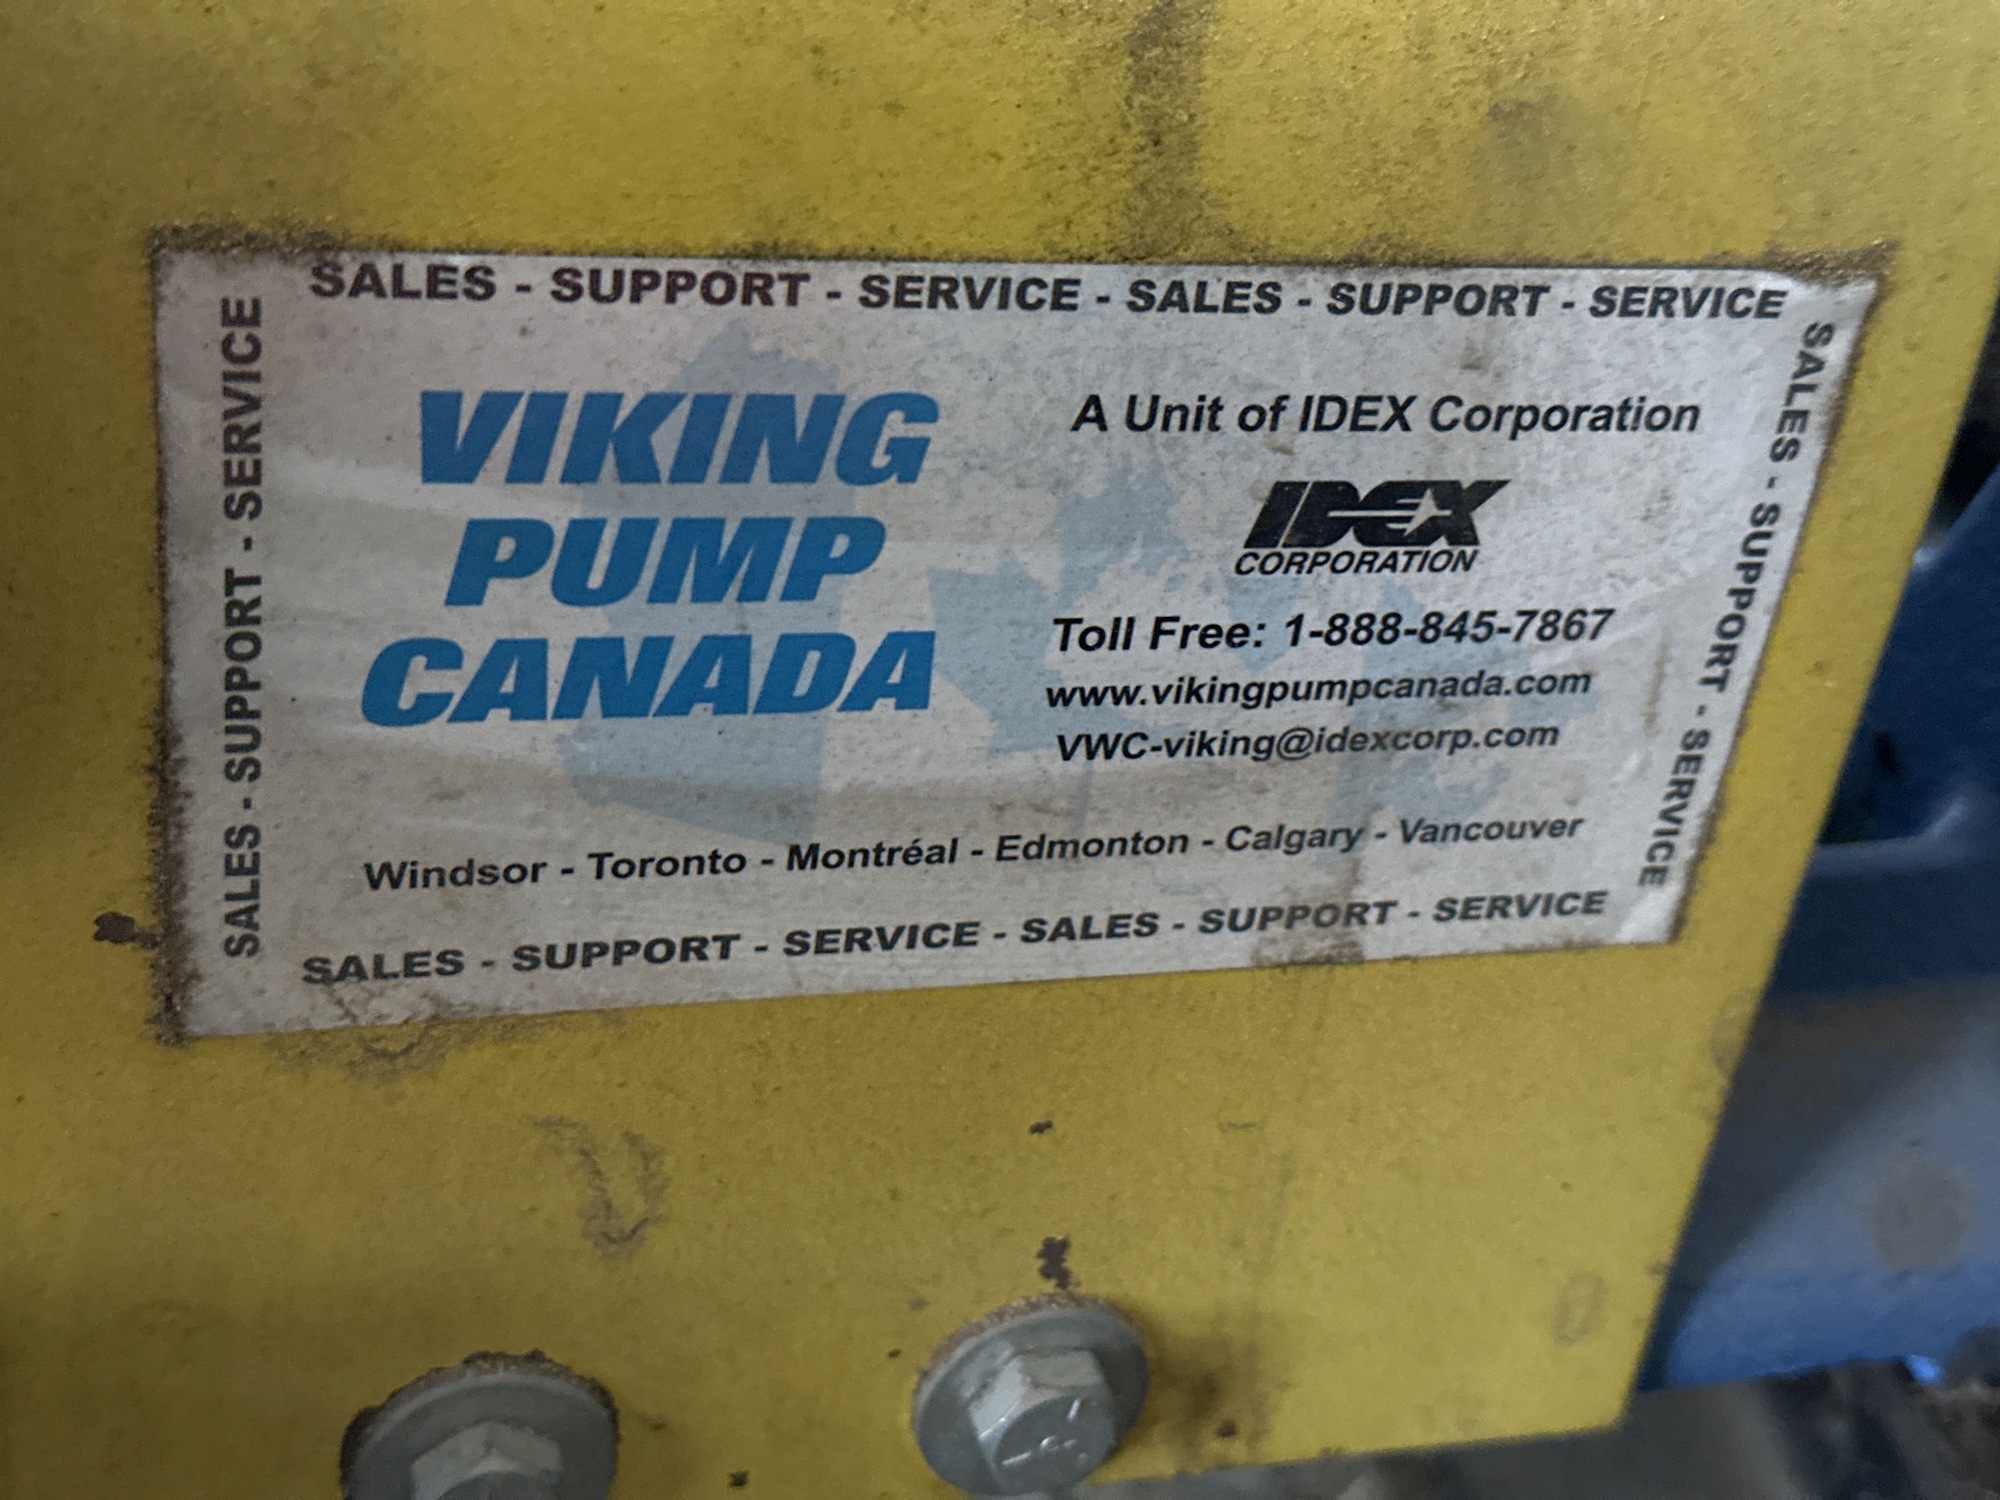 SALES - SUPPORT - SERVICE - SALES - SUPPORT - SERVICE
SALES - SUPPORT - SERVICE
VIKING
PUMP
CANADA
A Unit of IDEX Corporation
IDEX
CORPORATION
Toll Free: 1-888-845-7867
www.vikingpumpcanada.com
VWC-viking@idexcorp.com
SALES - SUPPORT - SERVICE
Windsor - Toronto - Montréal - Edmonton - Calgary - Vancouver
SALES - SUPPORT - SERVICE - SALES - SUPPORT - SERVICE